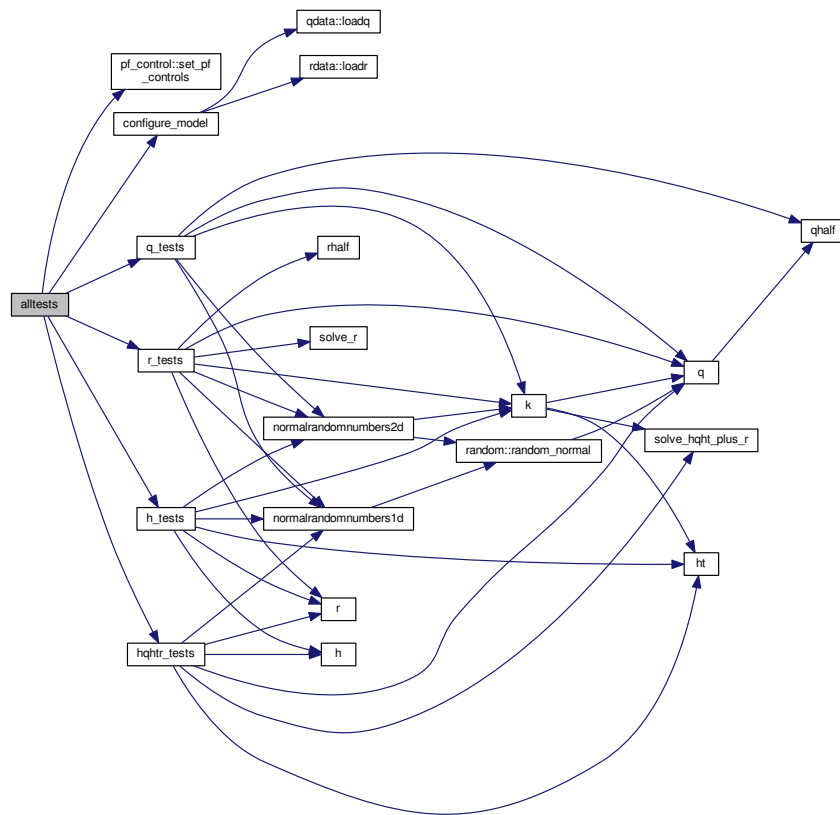 qdata::loadq
pf_control::set_pf
_controls
rdata::loadr
configure_model
qhalf
q_tests
rhalf
alltests
solve_r
r_tests
q
k
normalrandomnumbers2d
solve_hqht_plus_r
random::random_normal
h_tests
normalrandomnumbers1d
ht
r
hqhtr_tests
h